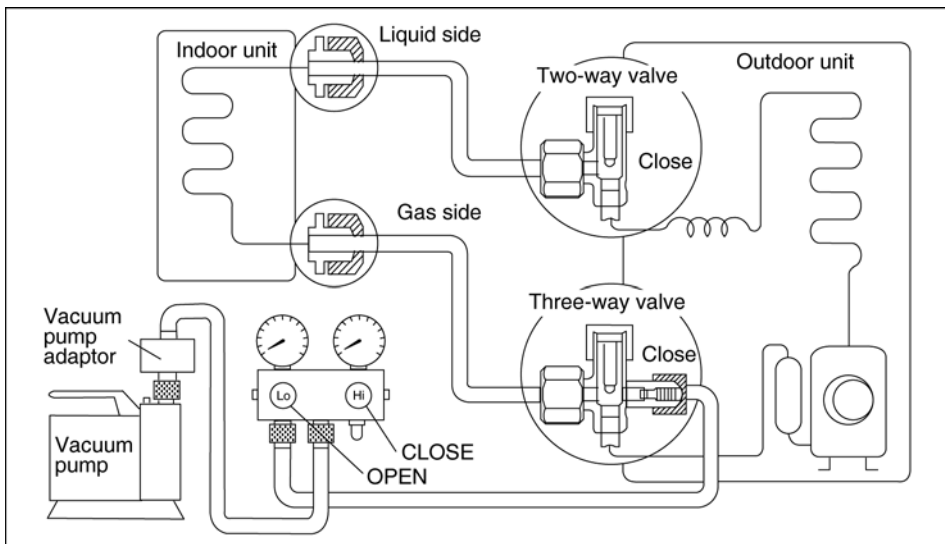 Indoor unit
Liquid side
Two-way valve
Outdoor unit
Close
Gas side
Three-way valve
Close
Vacuum
pump
adaptor
Lo
Hi
Vacuum
pump
CLOSE
OPEN